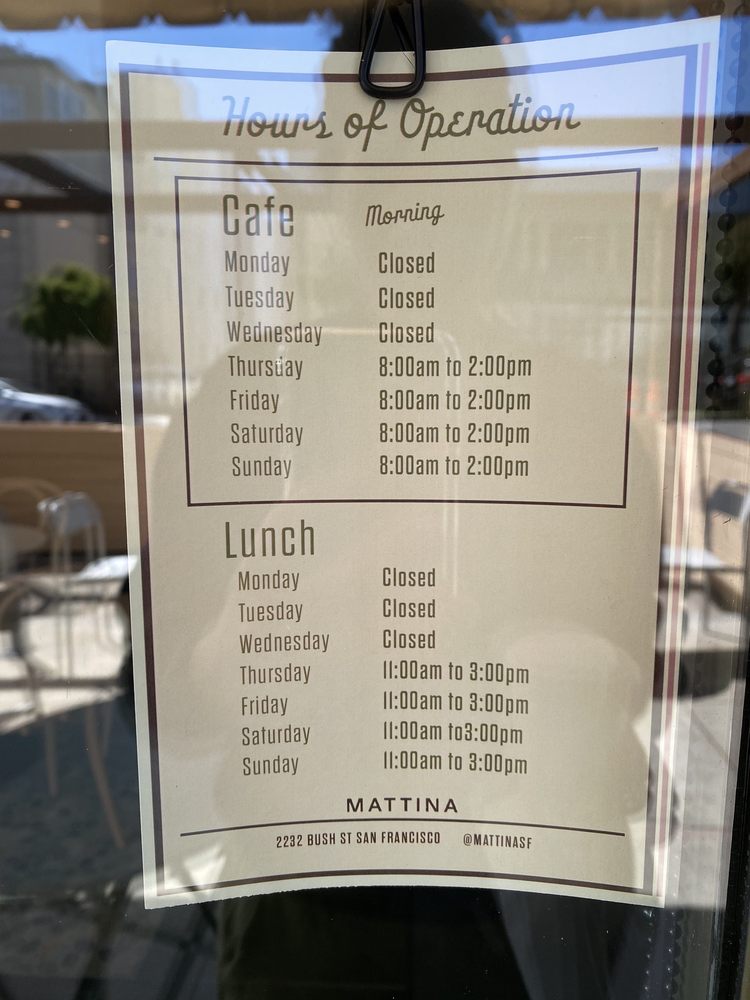 Hours of Operation
Cafe Morning
Monday Closed
Tuesday Closed
Wednesday Closed
Thursday 8:00am to 2:00pm
Friday 8:00am to 2:00pm
Saturday 8:00am to 2:00pm
Sunday 8:00am to 2:00pm
Lunch
Monday Closed
Tuesday Closed
Wednesday Closed
Thursday 11:00am to 3:00pm
Friday 11:00am to 3:00pm
Saturday 11:00am to3:00pm
Sunday 11:00am to 3:00pm
MATTINA
2232 BUSH ST SAN FRANCISCO @MATTINASF